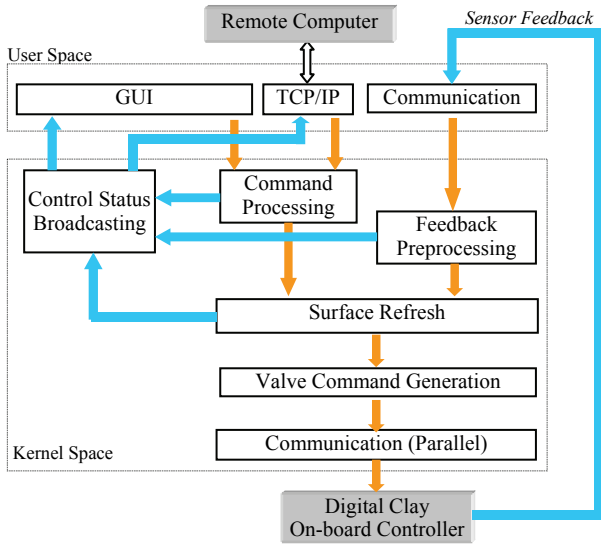 Remote Computer
Sensor Feedback
User Space
GUI
TCP/IP
Communication
Control Status
Broadcasting
Command
Processing
Feedback
Preprocessing
Surface Refresh
Valve Command Generation
Communication (Parallel)
Kernel Space
Digital Clay
On-board Controller